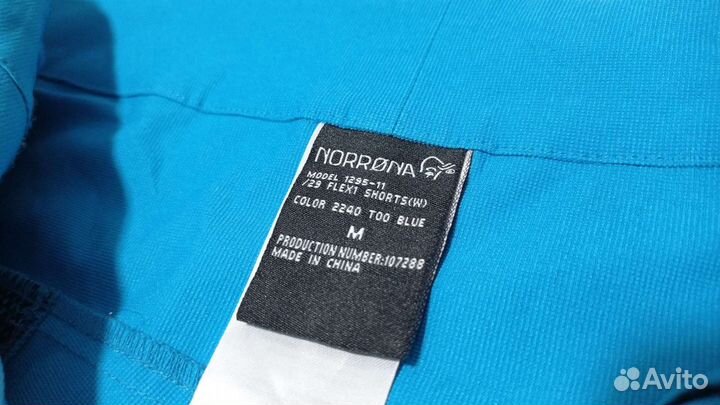 NORRØNA
MODEL 1295-11
/29 FLEX1 SHORTS(W)
COLOR 2240 TOO BLUE
M
PRODUCTION NUMBER:107288
MADE IN CHINA
Avito